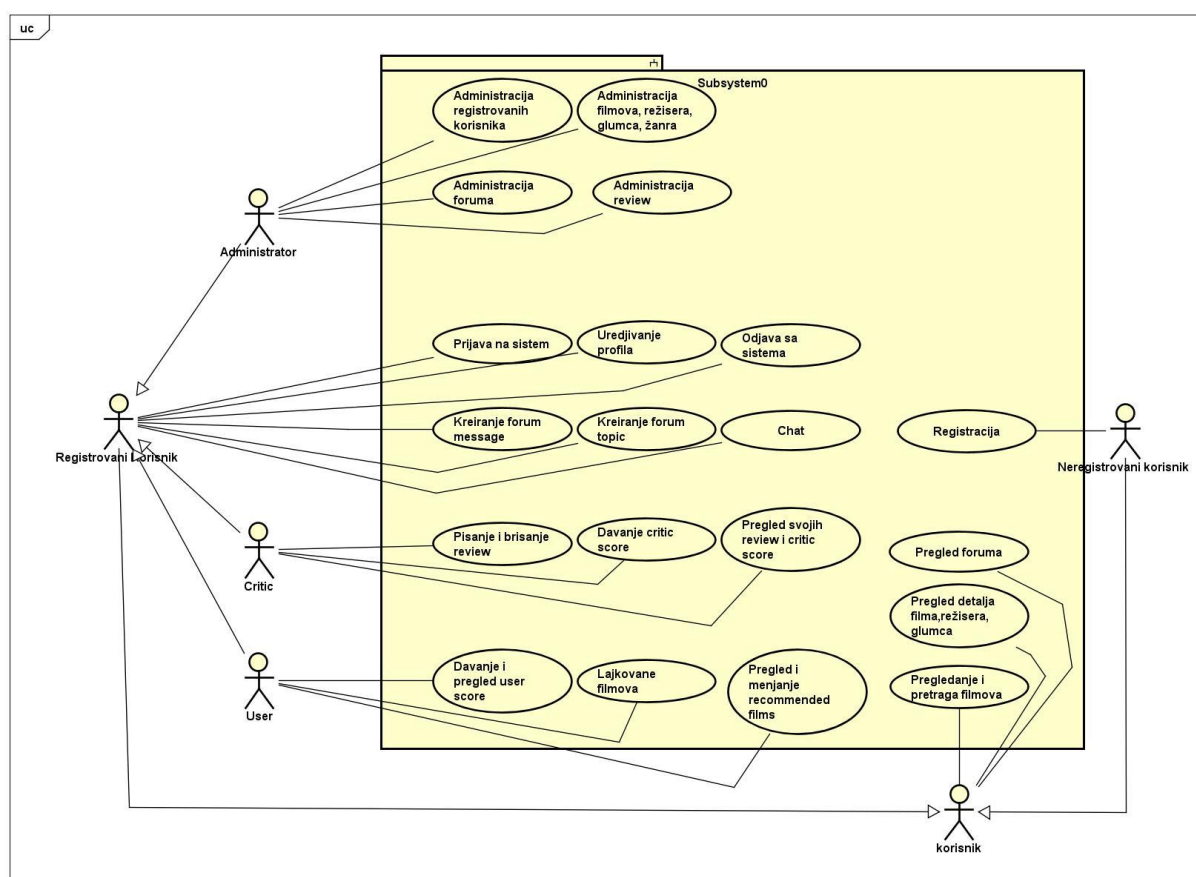 uc
Subsystem0
Administracija
registrovanih
korisnika
Administracija
filmova, režisera,
glumca, žanra
Administracija
foruma
Administracija
review
Administrator
Prijava na sistem
Uredjivanje
profila
Odjava sa
sistema
Kreiranje forum
message
Kreiranje forum
topic
Chat
Registracija
Registrovani korisnik
Neregistrovani korisnik
Pisanje i brisanje
review
Davanje critic
score
Pregled svojih
review i critic
score
Pregled foruma
Critic
Pregled detalja
filma,režisera,
glumca
Davanje i
pregled user
score
Lajkovane
filmova
Pregled i
menjanje
recommended
films
Pregledanje i
pretraga filmova
User
korisnik